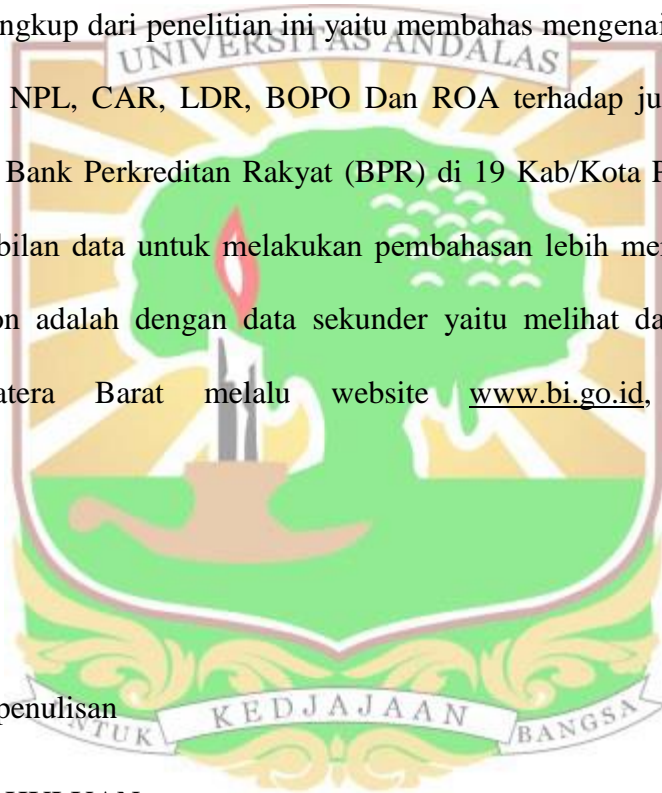 ngkup dari penelitian ini yaitu membahas mengenai
UNIVERSITAS ANDALAS
NPL, CAR, LDR, BOPO Dan ROA terhadap ju
Bank Perkreditan Rakyat (BPR) di 19 Kab/Kota
bilan data untuk melakukan pembahasan lebih me
on adalah dengan data sekunder yaitu melihat da
atera Barat melalu website www.bi.go.id,
penulisan
NTUK KEDJAJAAN BANGSA